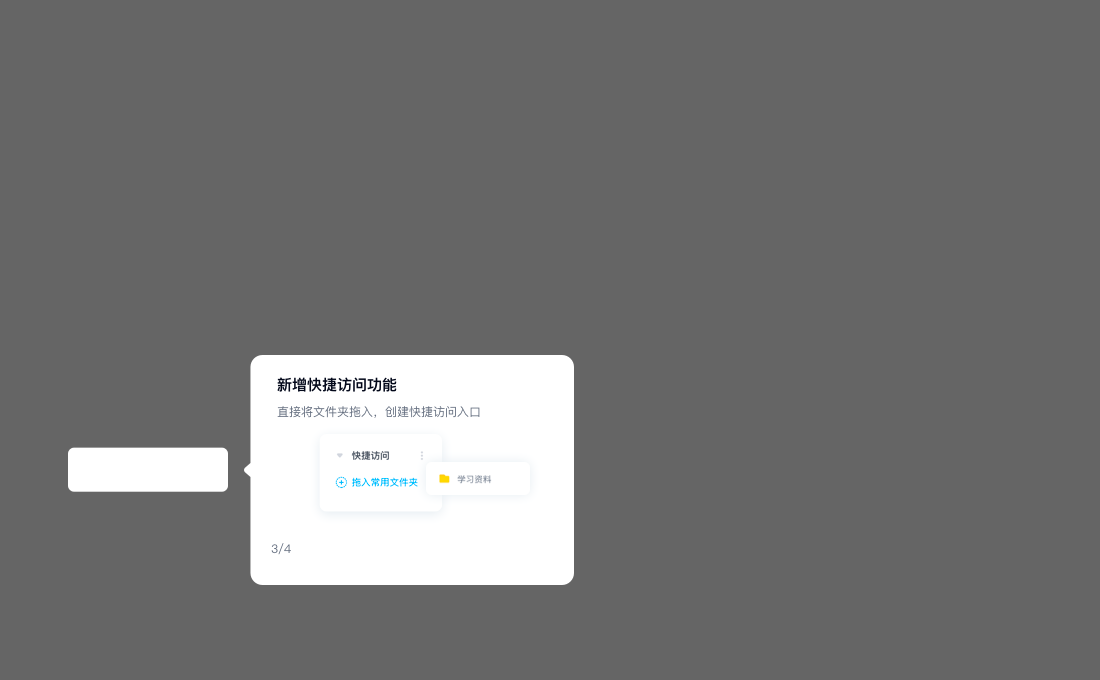 新增快捷访问功能
直接将文件夹拖入，创建快捷访问入口
快捷访问
拖入常用文件夹
学习资料
3/4